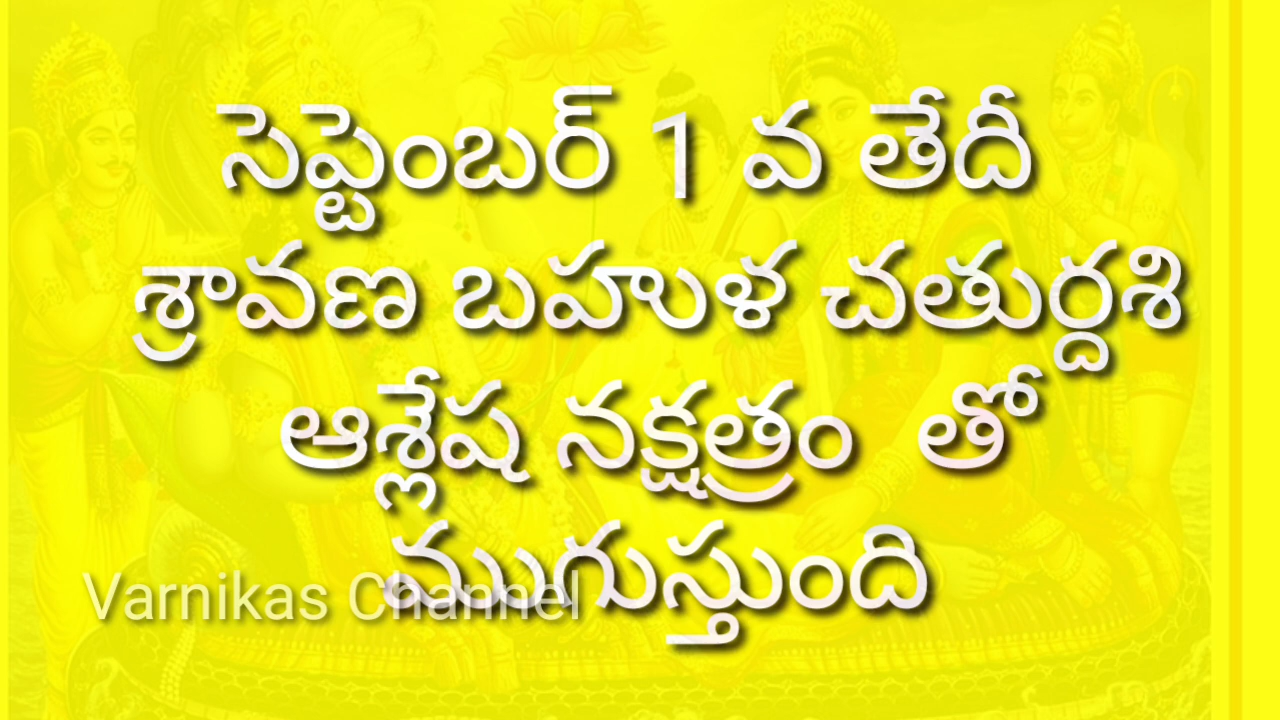 సెప్టెంబర్ 1 వ తేదీ
శ్రావణ బహుళ చతుర్దశి
ఆశ్లేష నక్షత్రం తో
ముగుస్తుంది
Varnikas Channel